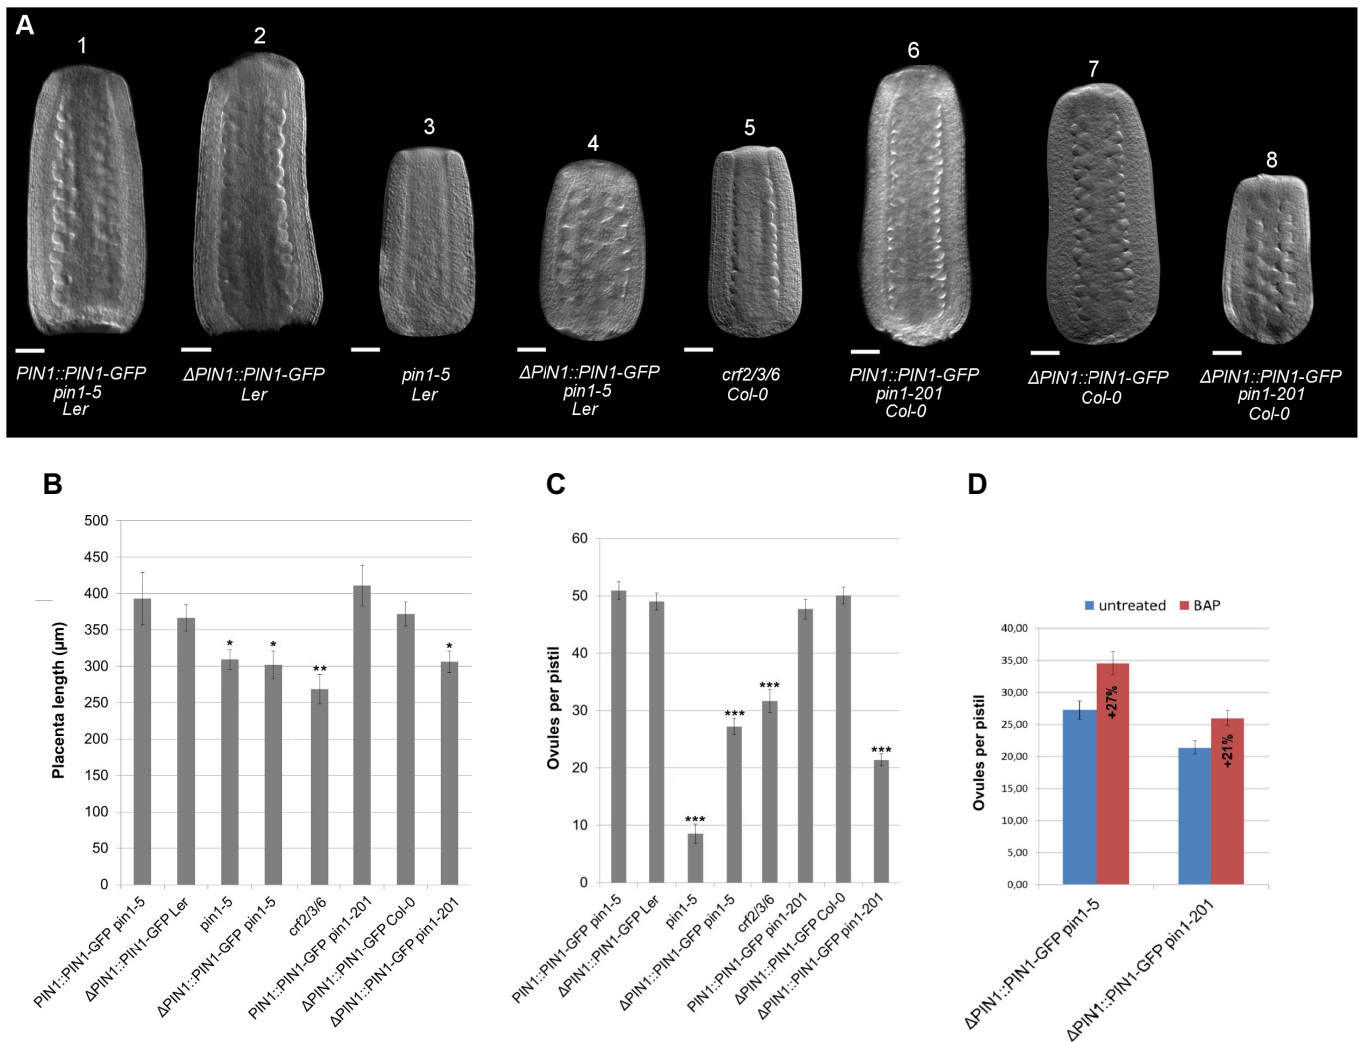 A
1
2
3
4
5
6
7
8
PIN1::PIN1-GFP
pin1-5
Ler
ΔPIN1::PIN1-GFP
Ler
pin1-5
Ler
ΔPIN1::PIN1-GFP
pin1-5
Ler
crf2/3/6
Col-0
PIN1::PIN1-GFP
pin1-201
Col-0
ΔPIN1::PIN1-GFP
Col-0
ΔPIN1::PIN1-GFP
pin1-201
Col-0
B
Placenta length (µm)
500
450
400
350
300
250
200
150
100
50
0
*
*
**
*
PIN1::PIN1-GFP pin1-5
ΔPIN1::PIN1-GFP Ler
pin1-5
ΔPIN1::PIN1-GFP pin1-5
crf2/3/6
PIN1::PIN1-GFP pin1-201
ΔPIN1::PIN1-GFP Col-0
ΔPIN1::PIN1-GFP pin1-201
C
Ovules per pistil
60
50
40
30
20
10
0
***
***
***
***
PIN1::PIN1-GFP pin1-5
ΔPIN1::PIN1-GFP Ler
pin1-5
ΔPIN1::PIN1-GFP pin1-5
crf2/3/6
PIN1::PIN1-GFP pin1-201
ΔPIN1::PIN1-GFP Col-0
ΔPIN1::PIN1-GFP pin1-201
D
untreated BAP
Ovules per pistil
40,00
35,00
30,00
25,00
20,00
15,00
10,00
5,00
0,00
+27%
+21%
ΔPIN1::PIN1-GFP pin1-5
ΔPIN1::PIN1-GFP pin1-201